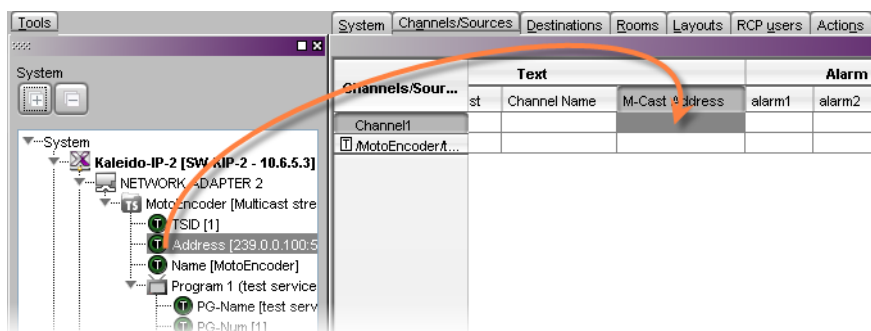 Tools
System
Channels/Sources
Destinations
Rooms
Layouts
RCP users
Actions
System
Channels/Sour...
Text
Alarm
st
Channel Name
M-Cast Address
alarm1
alarm2
Channel1
T /MotoEncoder/t...
System
Kaleido-IP-2 [SW KIP-2 - 10.6.5.3]
NETWORK ADAPTER 2
TS MotoEncoder [Multicast stre
T TSID [1]
T Address [239.0.0.100:5
T Name [MotoEncoder]
Program 1 (test service
T PG-Name [test serv
T PG-Num [1]